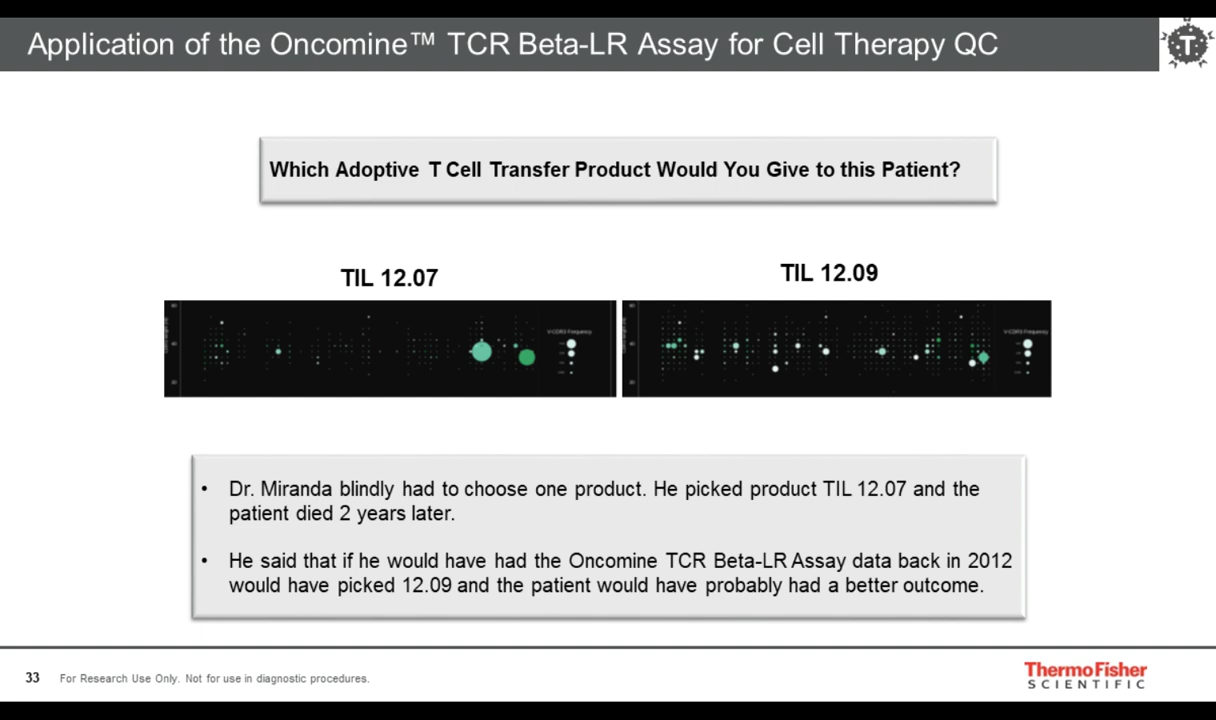 Application of the Oncomine™ TCR Beta-LR Assay for Cell Therapy QC
T
Which Adoptive T Cell Transfer Product Would You Give to this Patient?
TIL 12.07
TIL 12.09
V-CDR3 Frequency
V-CDR3 Frequency
• Dr. Miranda blindly had to choose one product. He picked product TIL 12.07 and the
patient died 2 years later.
• He said that if he would have had the Oncomine TCR Beta-LR Assay data back in 2012
would have picked 12.09 and the patient would have probably had a better outcome.
33 For Research Use Only. Not for use in diagnostic procedures.
ThermoFisher
SCIENTIFIC